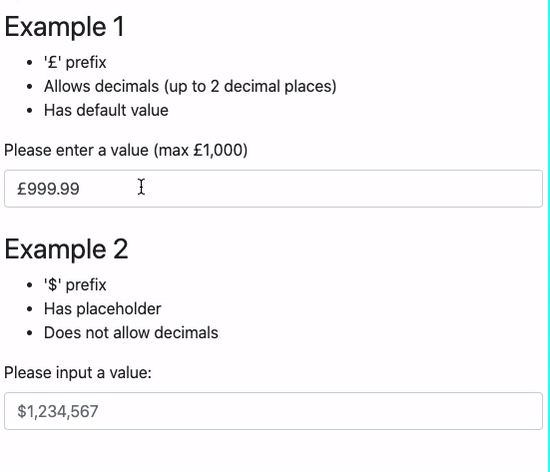 Example 1
• '£' prefix
• Allows decimals (up to 2 decimal places)
• Has default value
Please enter a value (max £1,000)
£999.99
Example 2
• '$' prefix
• Has placeholder
• Does not allow decimals
Please input a value:
$1,234,567